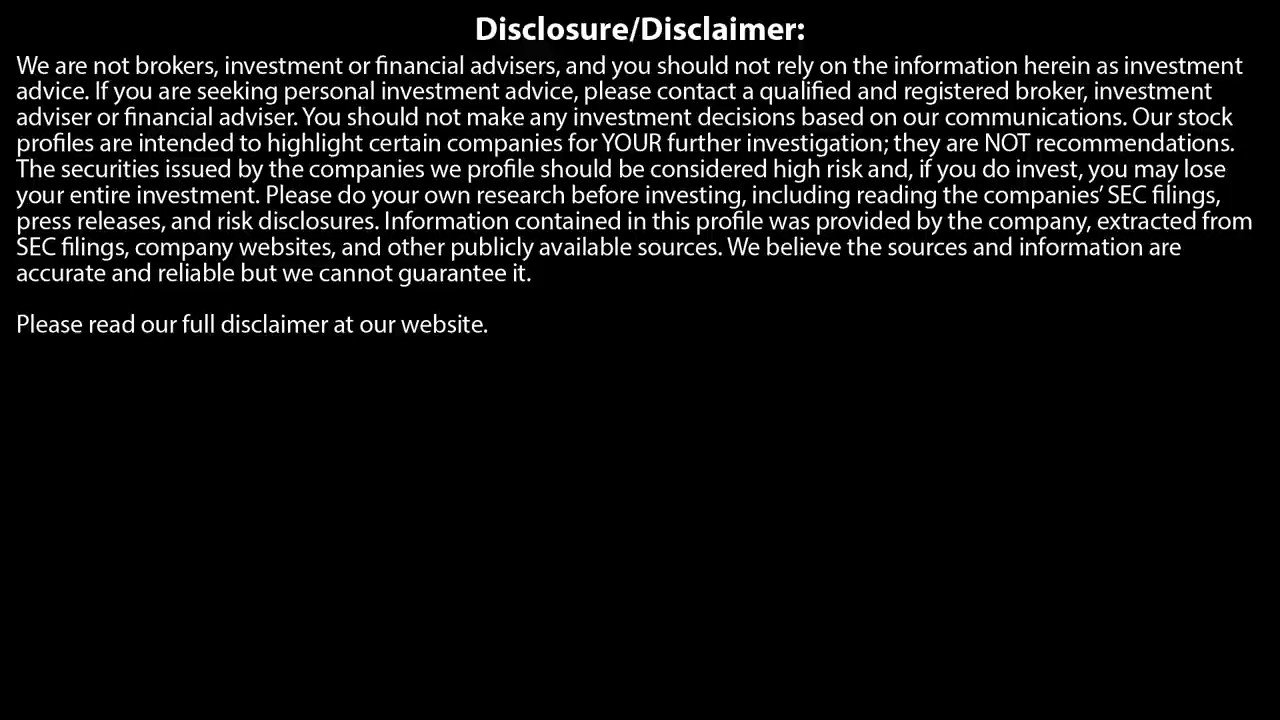 Disclosure/Disclaimer:
We are not brokers, investment or financial advisers, and you should not rely on the information herein as investment
advice. If you are seeking personal investment advice, please contact a qualified and registered broker, investment
adviser or financial adviser. You should not make any investment decisions based on our communications. Our stock
profiles are intended to highlight certain companies for YOUR further investigation; they are NOT recommendations.
The securities issued by the companies we profile should be considered high risk and, if you do invest, you may lose
your entire investment. Please do your own research before investing, including reading the companies’ SEC filings,
press releases, and risk disclosures. Information contained in this profile was provided by the company, extracted from
SEC filings, company websites, and other publicly available sources. We believe the sources and information are
accurate and reliable but we cannot guarantee it.
Please read our full disclaimer at our website.